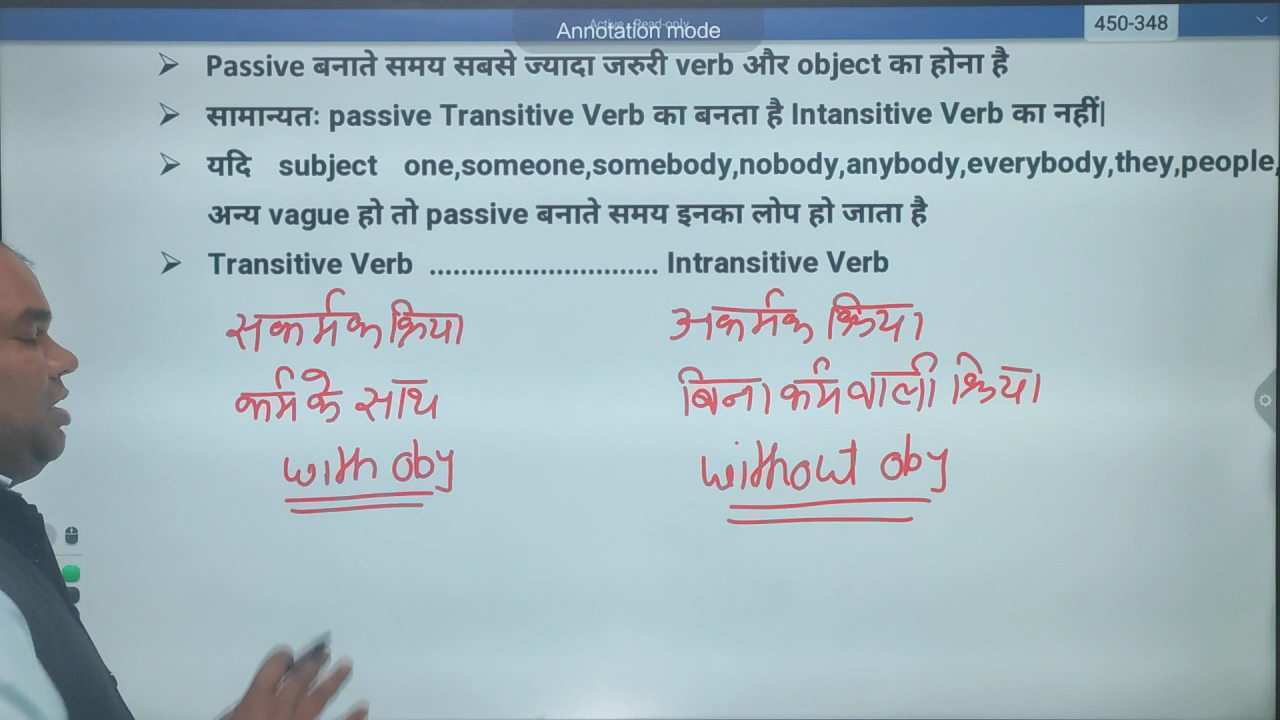 Annotation mode
450-348
Passive बनाते समय सबसे ज्यादा जरुरी verb और object का होना है
सामान्यतः passive Transitive Verb का बनता है Intansitive Verb का नहीं|
यदि subject one,someone,somebody,nobody,anybody,everybody,they,people,
अन्य vague हो तो passive बनाते समय इनका लोप हो जाता है
Transitive Verb ............................. Intransitive Verb
सकर्मक क्रिया अकर्मक क्रिया
कर्म के साथ बिना कर्म वाली क्रिया
with obj without obj